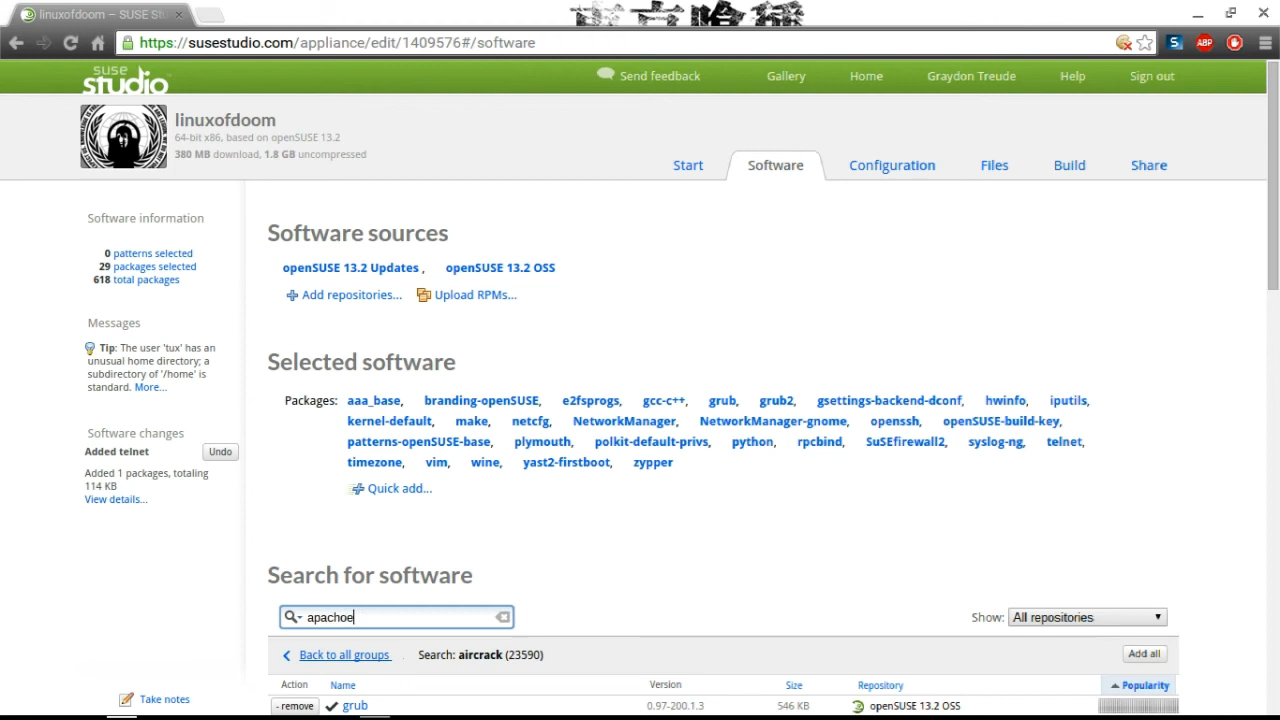 linuxofdoom — SUSE St
https://susestudio.com/appliance/edit/1409576#/software
S ABP
suse studio Send feedback Gallery Home Graydon Treude Help Sign out
linuxofdoom
64-bit x86, based on openSUSE 13.2
380 MB download, 1.8 GB uncompressed
Start Software Configuration Files Build Share
Software information
0 patterns selected
29 packages selected
618 total packages
Messages
Tip: The user 'tux' has an
unusual home directory; a
subdirectory of '/home' is
standard. More...
Software changes
Added telnet Undo
Added 1 packages, totaling
114 KB
View details...
Take notes
Software sources
openSUSE 13.2 Updates , openSUSE 13.2 OSS
Add repositories... Upload RPMs...
Selected software
Packages: aaa_base, branding-openSUSE, e2fsprogs, gcc-c++, grub, grub2, gsettings-backend-dconf, hwinfo, iputils,
kernel-default, make, netcfg, NetworkManager, NetworkManager-gnome, openssh, openSUSE-build-key,
patterns-openSUSE-base, plymouth, polkit-default-privs, python, rpcbind, SuSEfirewall2, syslog-ng, telnet,
timezone, vim, wine, yast2-firstboot, zypper
Quick add...
Search for software
apachoe Show: All repositories
Back to all groups Search: aircrack (23590) Add all
Action Name Version Size Repository Popularity
- remove grub 0.97-200.1.3 546 KB openSUSE 13.2 OSS